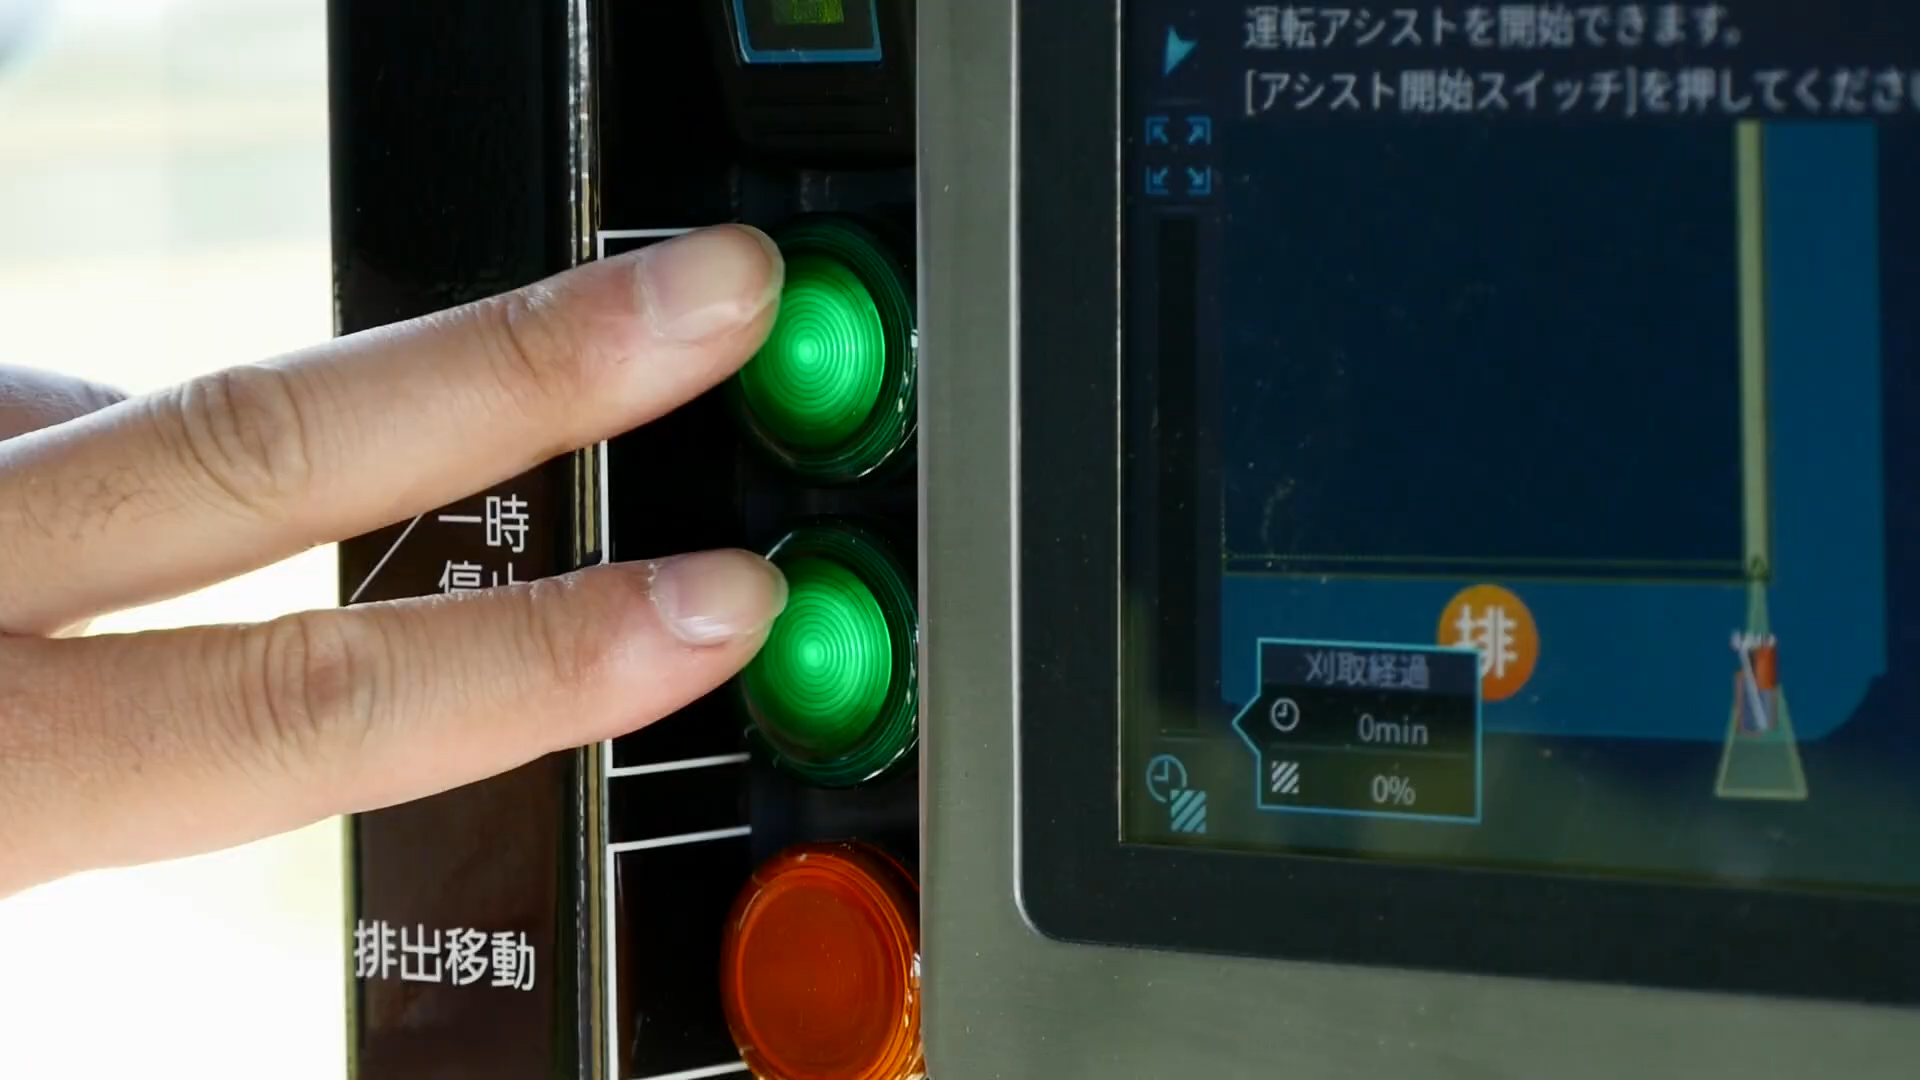 運転アシストを開始できます。
[アシスト開始スイッチ]を押してくださ
一時
停止
排出移動
排
刈取経過
0min
0%